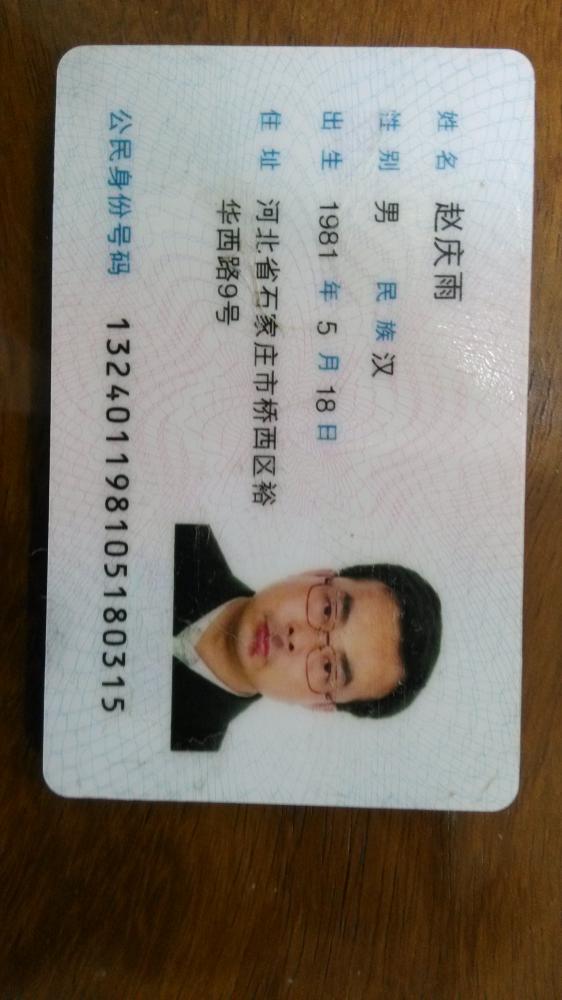 姓名 赵庆雨
性别 男 民族 汉
出生 1981 年 5 月 18 日
住址 河北省石家庄市桥西区裕
华西路9号
公民身份号码 132401198105180315